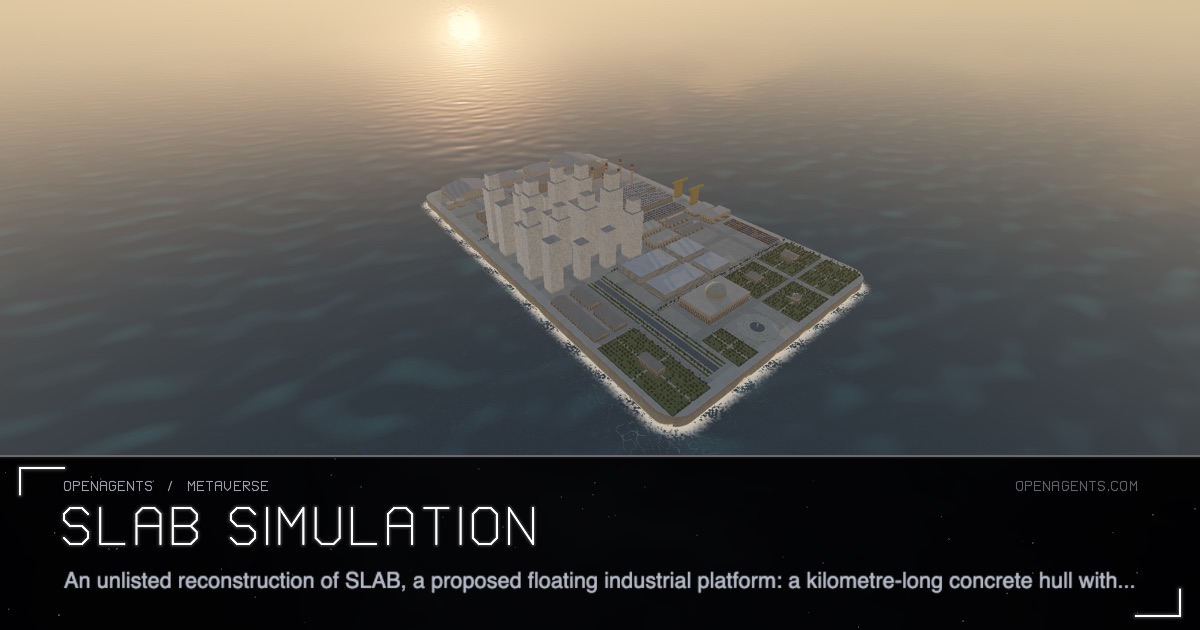 OPENAGENTS / METAVERSE
OPENAGENTS.COM
SLAB SIMULATION
An unlisted reconstruction of SLAB, a proposed floating industrial platform: a kilometre-long concrete hull with...